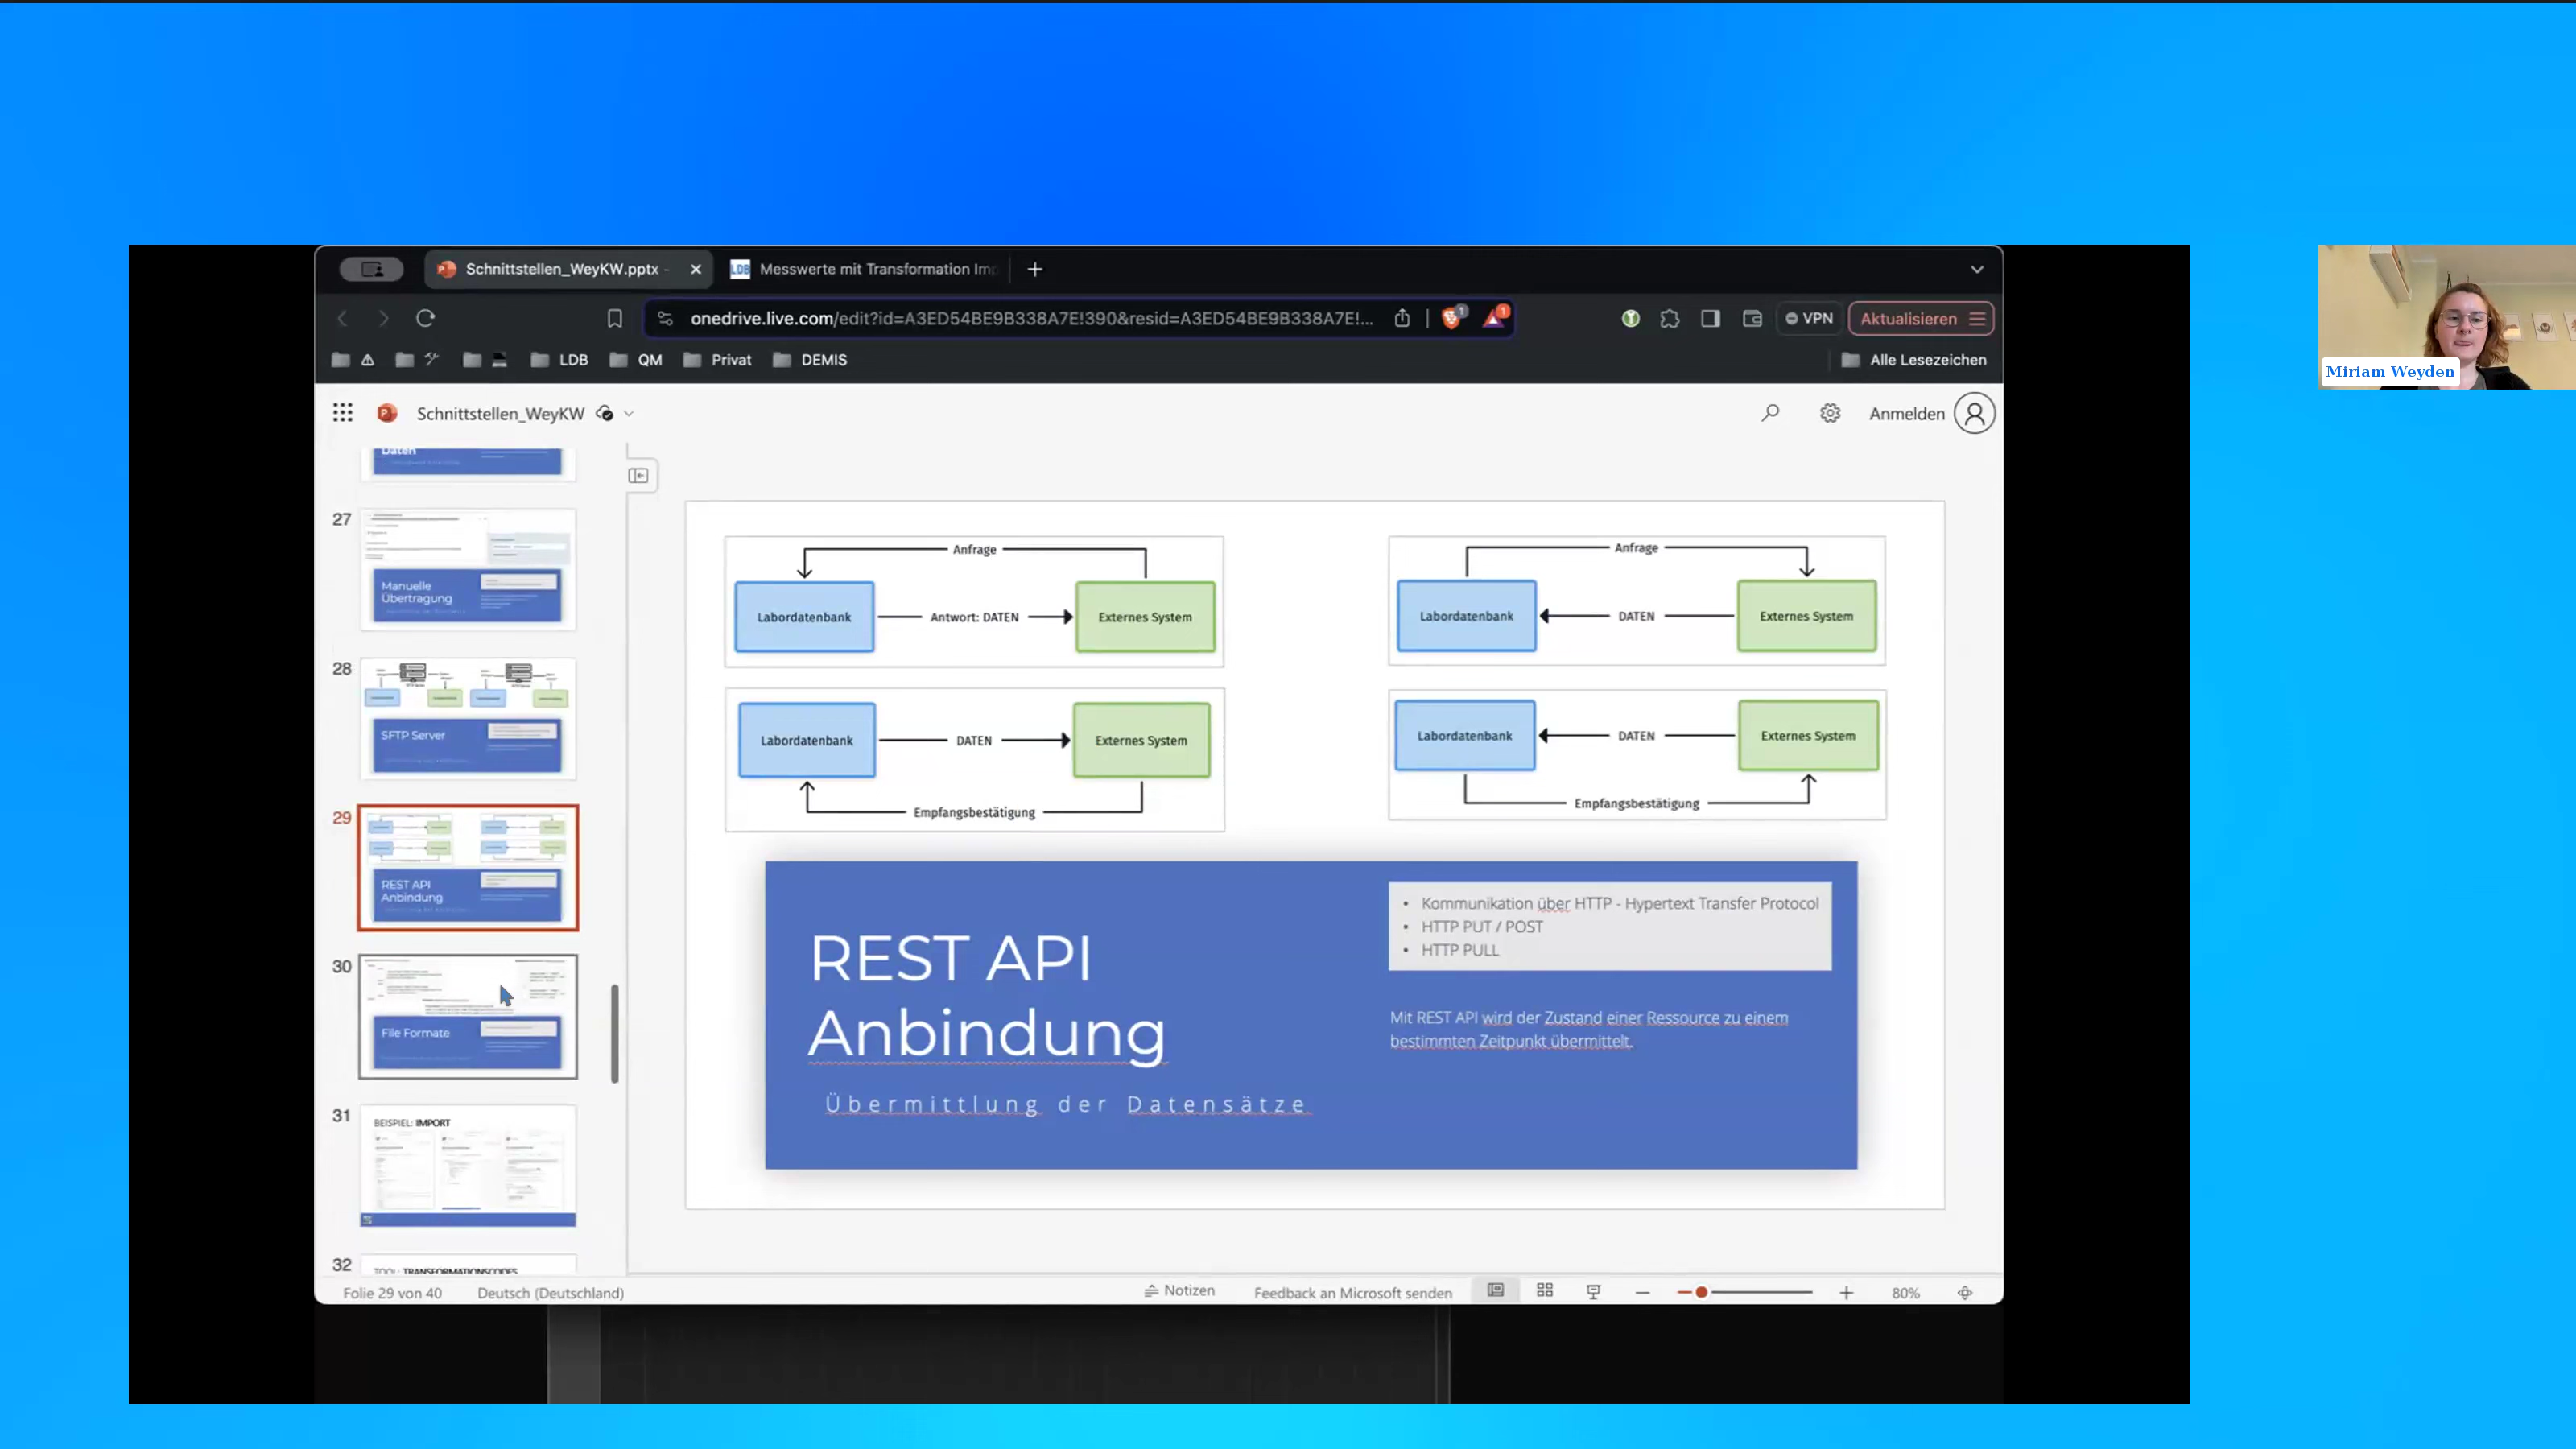 Schnittstellen_WeyKW.pptx -
Messwerte mit Transformation Imp
onedrive.live.com/edit?id=A3ED54BE9B338A7E!390&resid=A3ED54BE9B338A7E!...
1
1
VPN
Aktualisieren
LDB
QM
Privat
DEMIS
Alle Lesezeichen
Schnittstellen_WeyKW
Anmelden
Daten
27
Manuelle
Übertragung
28
SFTP Server
29
REST API
Anbindung
30
File Formate
31
BEISPIEL: IMPORT
32
TOOL: TRANSFORMATIONSCODES
Anfrage
Labordatenbank
Antwort: DATEN
Externes System
Anfrage
Labordatenbank
DATEN
Externes System
Labordatenbank
DATEN
Externes System
Empfangsbestätigung
Labordatenbank
DATEN
Externes System
Empfangsbestätigung
REST API
Anbindung
Übermittlung der Datensätze
• Kommunikation über HTTP - Hypertext Transfer Protocol
• HTTP PUT / POST
• HTTP PULL
Mit REST API wird der Zustand einer Ressource zu einem
bestimmten Zeitpunkt übermittelt.
Folie 29 von 40
Deutsch (Deutschland)
Notizen
Feedback an Microsoft senden
80%
Miriam Weyden